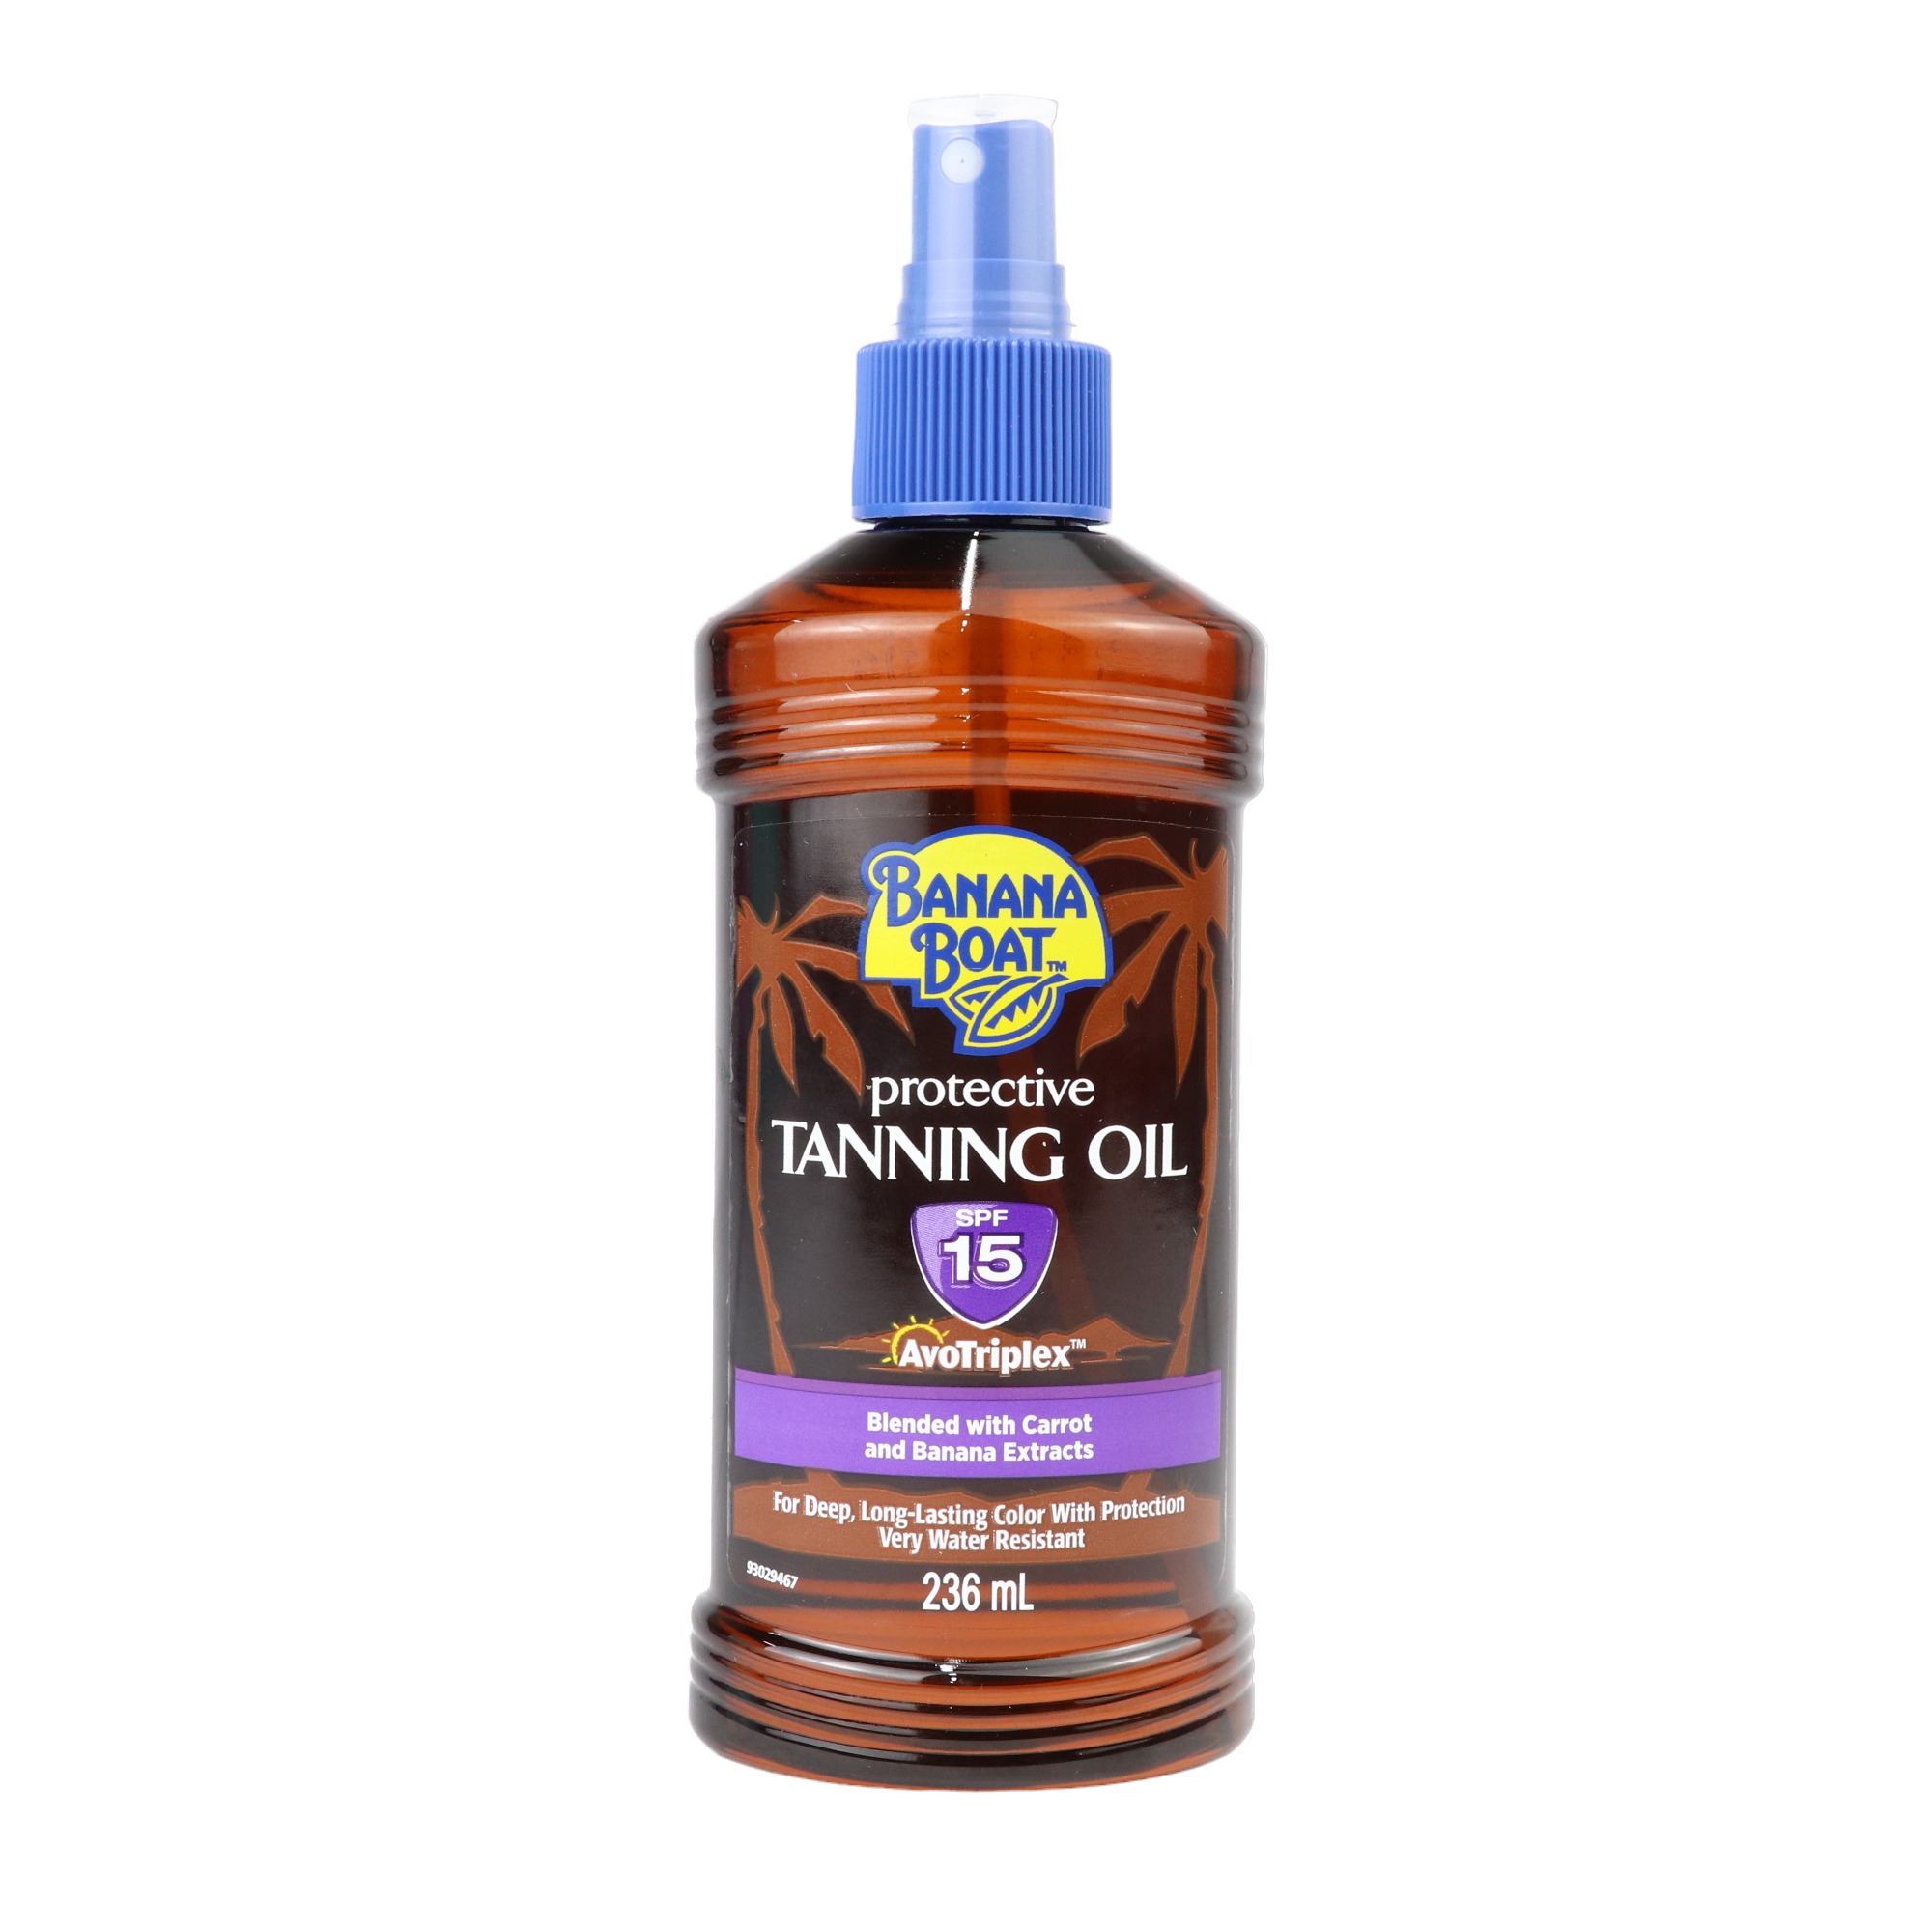 BANANA
BOAT™
protective
TANNING OIL
SPF
15
AvoTriplex™
Blended with Carrot
and Banana Extracts
For Deep, Long-Lasting Color With Protection
Very Water Resistant
93029467
236 mL